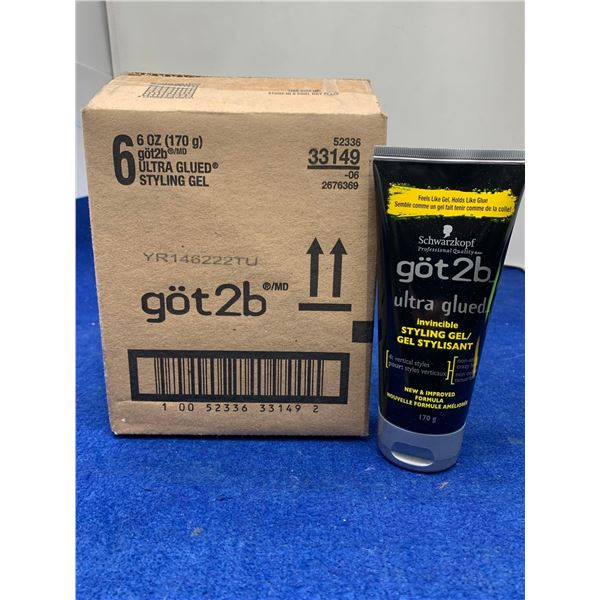 6 6 OZ (170 g)
göt2b®/MD
ULTRA GLUED®
STYLING GEL
52336
33149
-06
2676369
YR146222TU
göt2b®/MD
1 00 52336 33149 2
Feels Like Gel, Holds Like Glue
Semble comme un gel fait tenir comme de la colle!
Schwarzkopf
Professional Quality
göt2b
ultra glued
invincible
STYLING GEL/
GEL STYLISANT
4 vertical styles
pour styles verticaux
NEW & IMPROVED
FORMULA
NOUVELLE FORMULE AMÉLIORÉE
170 g